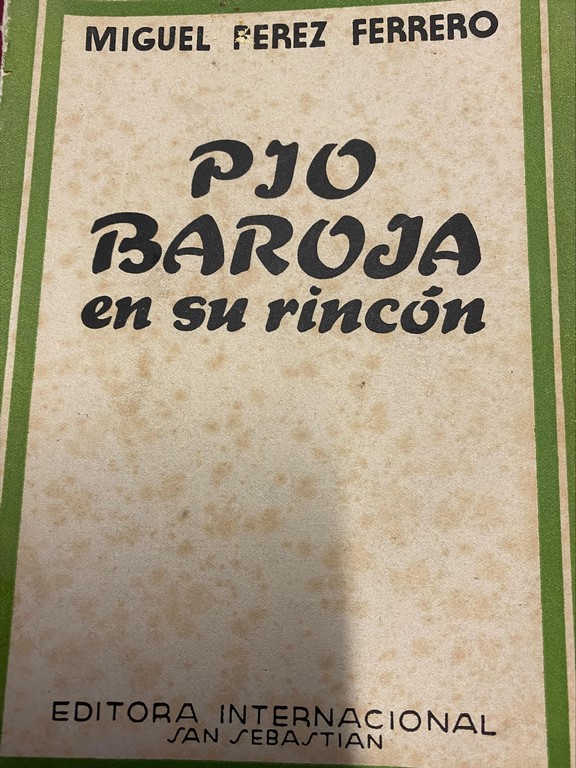 MIGUEL PEREZ FERRERO
PIO
BAROJA
en su rincón
EDITORA INTERNACIONAL
SAN SEBASTIAN